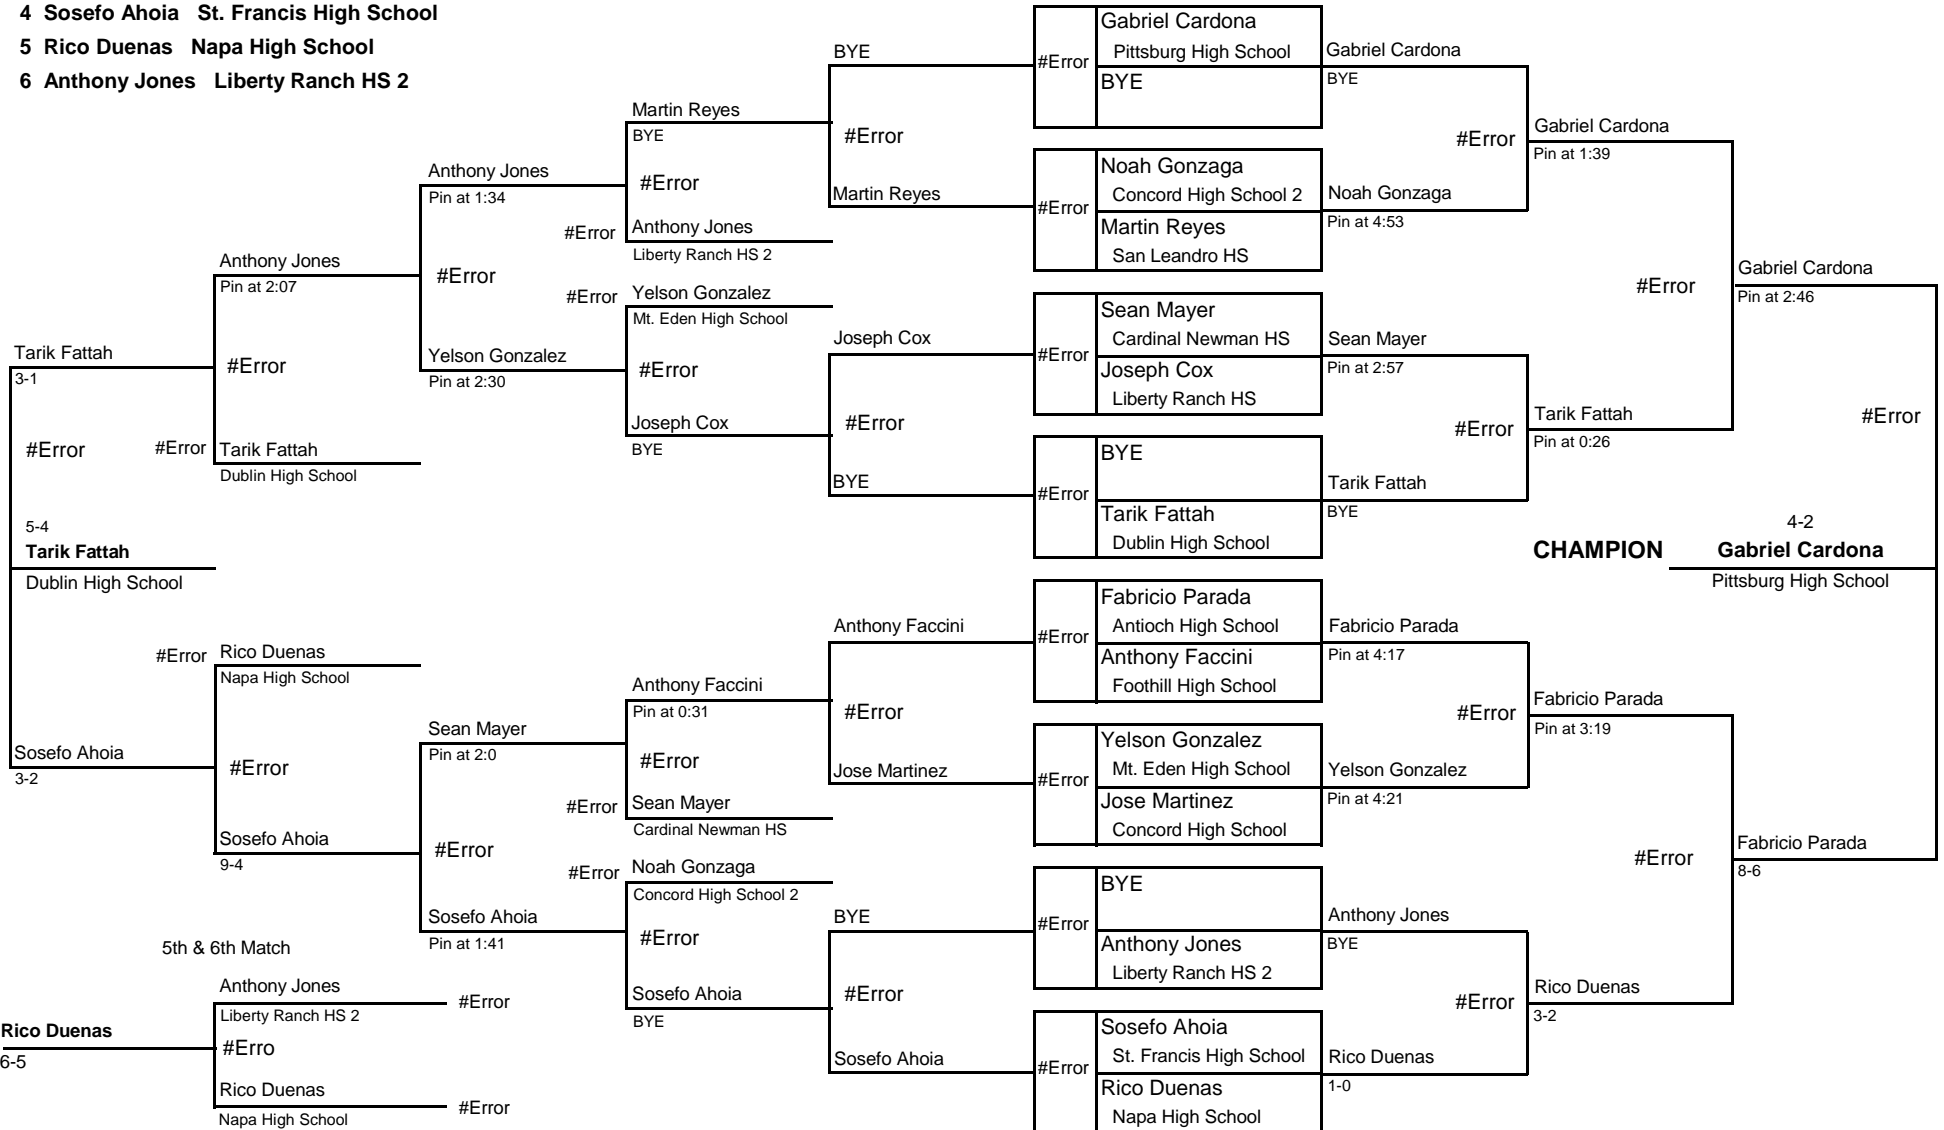 4 Sosefo Ahoia St. Francis High School
5 Rico Duenas Napa High School
6 Anthony Jones Liberty Ranch HS 2
Tarik Fattah
3-1
#Error
5-4
Tarik Fattah
Dublin High School
Sosefo Ahoia
3-2
Anthony Jones
Pin at 2:07
#Error
#Error
Tarik Fattah
Dublin High School
#Error
Rico Duenas
Napa High School
#Error
Sosefo Ahoia
9-4
5th & 6th Match
Anthony Jones
#Error
Liberty Ranch HS 2
Rico Duenas
#Erro
6-5
Rico Duenas
#Error
Napa High School
Anthony Jones
Pin at 1:34
#Error
Yelson Gonzalez
Pin at 2:30
Sean Mayer
Pin at 2:0
#Error
Sosefo Ahoia
Pin at 1:41
Martin Reyes
BYE
#Error
#Error
Anthony Jones
Liberty Ranch HS 2
#Error
Yelson Gonzalez
Mt. Eden High School
#Error
Joseph Cox
BYE
Anthony Faccini
Pin at 0:31
#Error
#Error
Sean Mayer
Cardinal Newman HS
#Error
Noah Gonzaga
Concord High School 2
#Error
Sosefo Ahoia
BYE
BYE
#Error
Martin Reyes
Joseph Cox
#Error
BYE
Anthony Faccini
#Error
Jose Martinez
BYE
#Error
Sosefo Ahoia
Gabriel Cardona
Pittsburg High School
#Error
BYE
Noah Gonzaga
Concord High School 2
#Error
Martin Reyes
San Leandro HS
Sean Mayer
Cardinal Newman HS
#Error
Joseph Cox
Liberty Ranch HS
BYE
#Error
Tarik Fattah
Dublin High School
Fabricio Parada
Antioch High School
#Error
Anthony Faccini
Foothill High School
Yelson Gonzalez
Mt. Eden High School
#Error
Jose Martinez
Concord High School
BYE
#Error
Anthony Jones
Liberty Ranch HS 2
Sosefo Ahoia
St. Francis High School
#Error
Rico Duenas
Napa High School
Gabriel Cardona
BYE
#Error
Noah Gonzaga
Pin at 4:53
Sean Mayer
Pin at 2:57
#Error
Tarik Fattah
BYE
Fabricio Parada
Pin at 4:17
#Error
Yelson Gonzalez
Pin at 4:21
Anthony Jones
BYE
#Error
Rico Duenas
1-0
Gabriel Cardona
Pin at 1:39
#Error
Tarik Fattah
Pin at 0:26
Fabricio Parada
Pin at 3:19
#Error
Rico Duenas
3-2
Gabriel Cardona
Pin at 2:46
#Error
4-2
CHAMPION Gabriel Cardona
Pittsburg High School
Fabricio Parada
8-6